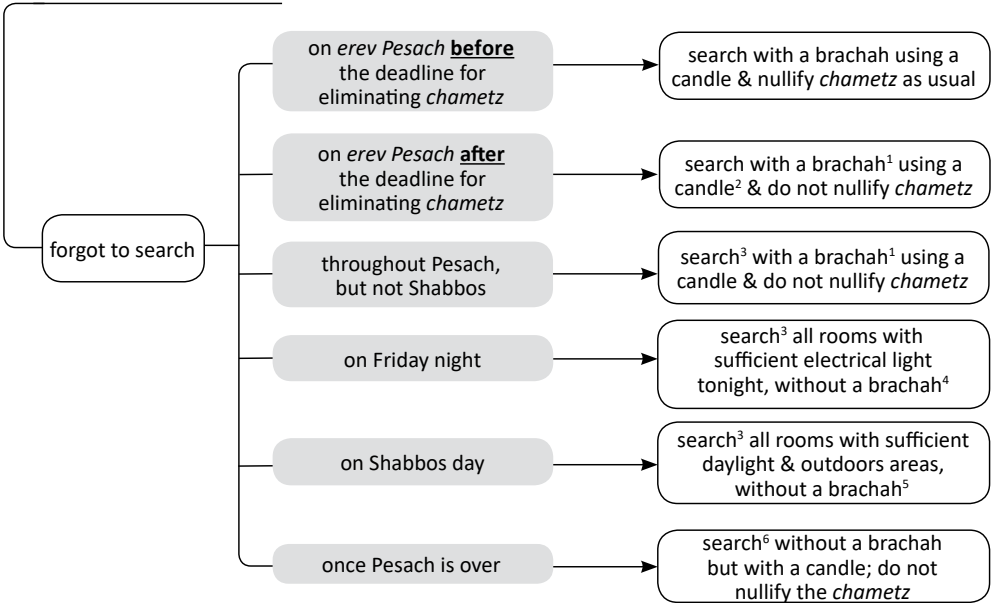 on erev Pesach before
the deadline for
eliminating chametz
search with a brachah using a
candle & nullify chametz as usual
on erev Pesach after
the deadline for
eliminating chametz
search with a brachah¹ using a
candle² & do not nullify chametz
forgot to search
throughout Pesach,
but not Shabbos
search³ with a brachah¹ using a
candle & do not nullify chametz
on Friday night
search³ all rooms with
sufficient electrical light
tonight, without a brachah⁴
on Shabbos day
search³ all rooms with sufficient
daylight & outdoors areas,
without a brachah⁵
once Pesach is over
search⁶ without a brachah
but with a candle; do not
nullify the chametz